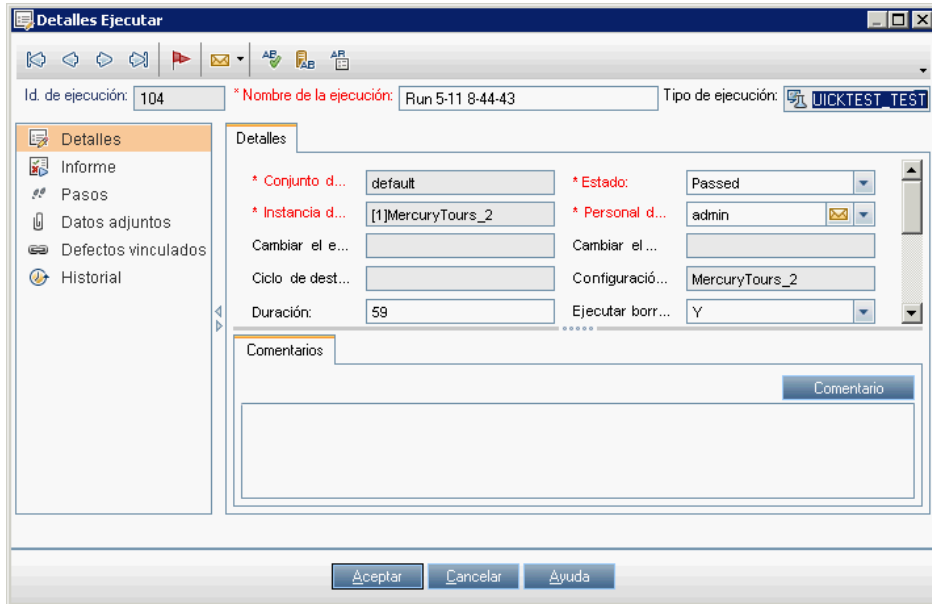 Detalles Ejecutar
Id. de ejecución: 104 * Nombre de la ejecución: Run 5-11 8-44-43 Tipo de ejecución: UICKTEST_TEST
Detalles
Informe
Pasos
Datos adjuntos
Defectos vinculados
Historial
Detalles
* Conjunto d... default * Estado: Passed
* Instancia d... [1]MercuryTours_2 * Personal d... admin
Cambiar el e... Cambiar el ...
Ciclo de dest... Configuració... MercuryTours_2
Duración: 59 Ejecutar borr... Y
Comentarios
Comentario
Aceptar Cancelar Ayuda